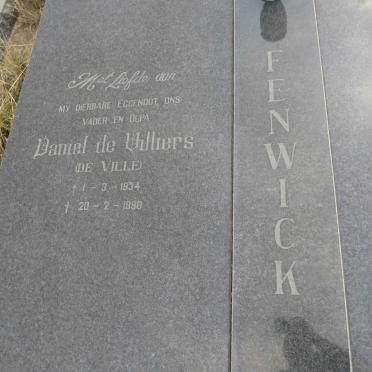 Met Liefde aan
MY DIERBARE EGGENOOT, ONS
VADER EN OUPA
Daniel de Villiers
(DE VILLE)
† 1 - 3 - 1934
† 20 - 2 - 1990
FENWICK